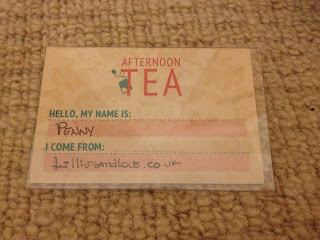 AFTERNOON
TEA
HELLO, MY NAME IS:
PENNY
I COME FROM:
Lilliesandlove.co.uk